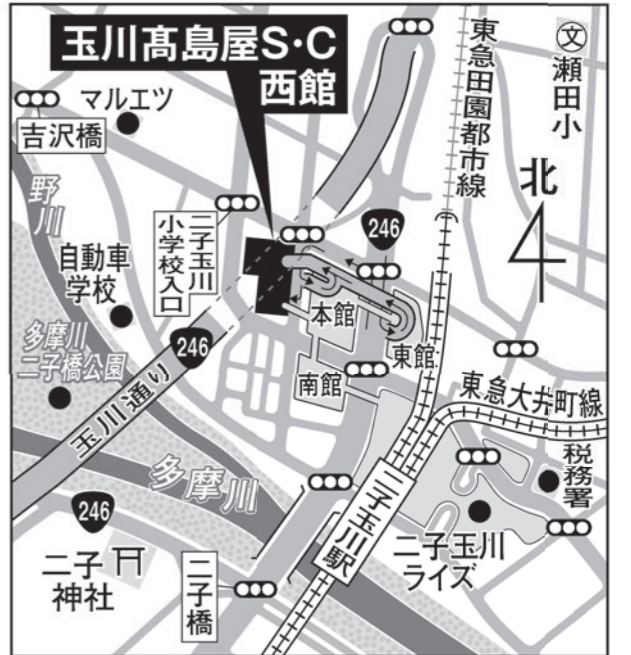 玉川髙島屋S・C
西館
東急田園都市線
文
瀬田小
マルエツ
吉沢橋
北
野川
二子玉川
小学校入口
246
自動車
学校
本館
東館
南館
多摩川
二子橋公園
246
玉川通り
東急大井町線
多摩川
税務署
246
二子玉川駅
二子玉川
ライズ
二子
神社
二子橋